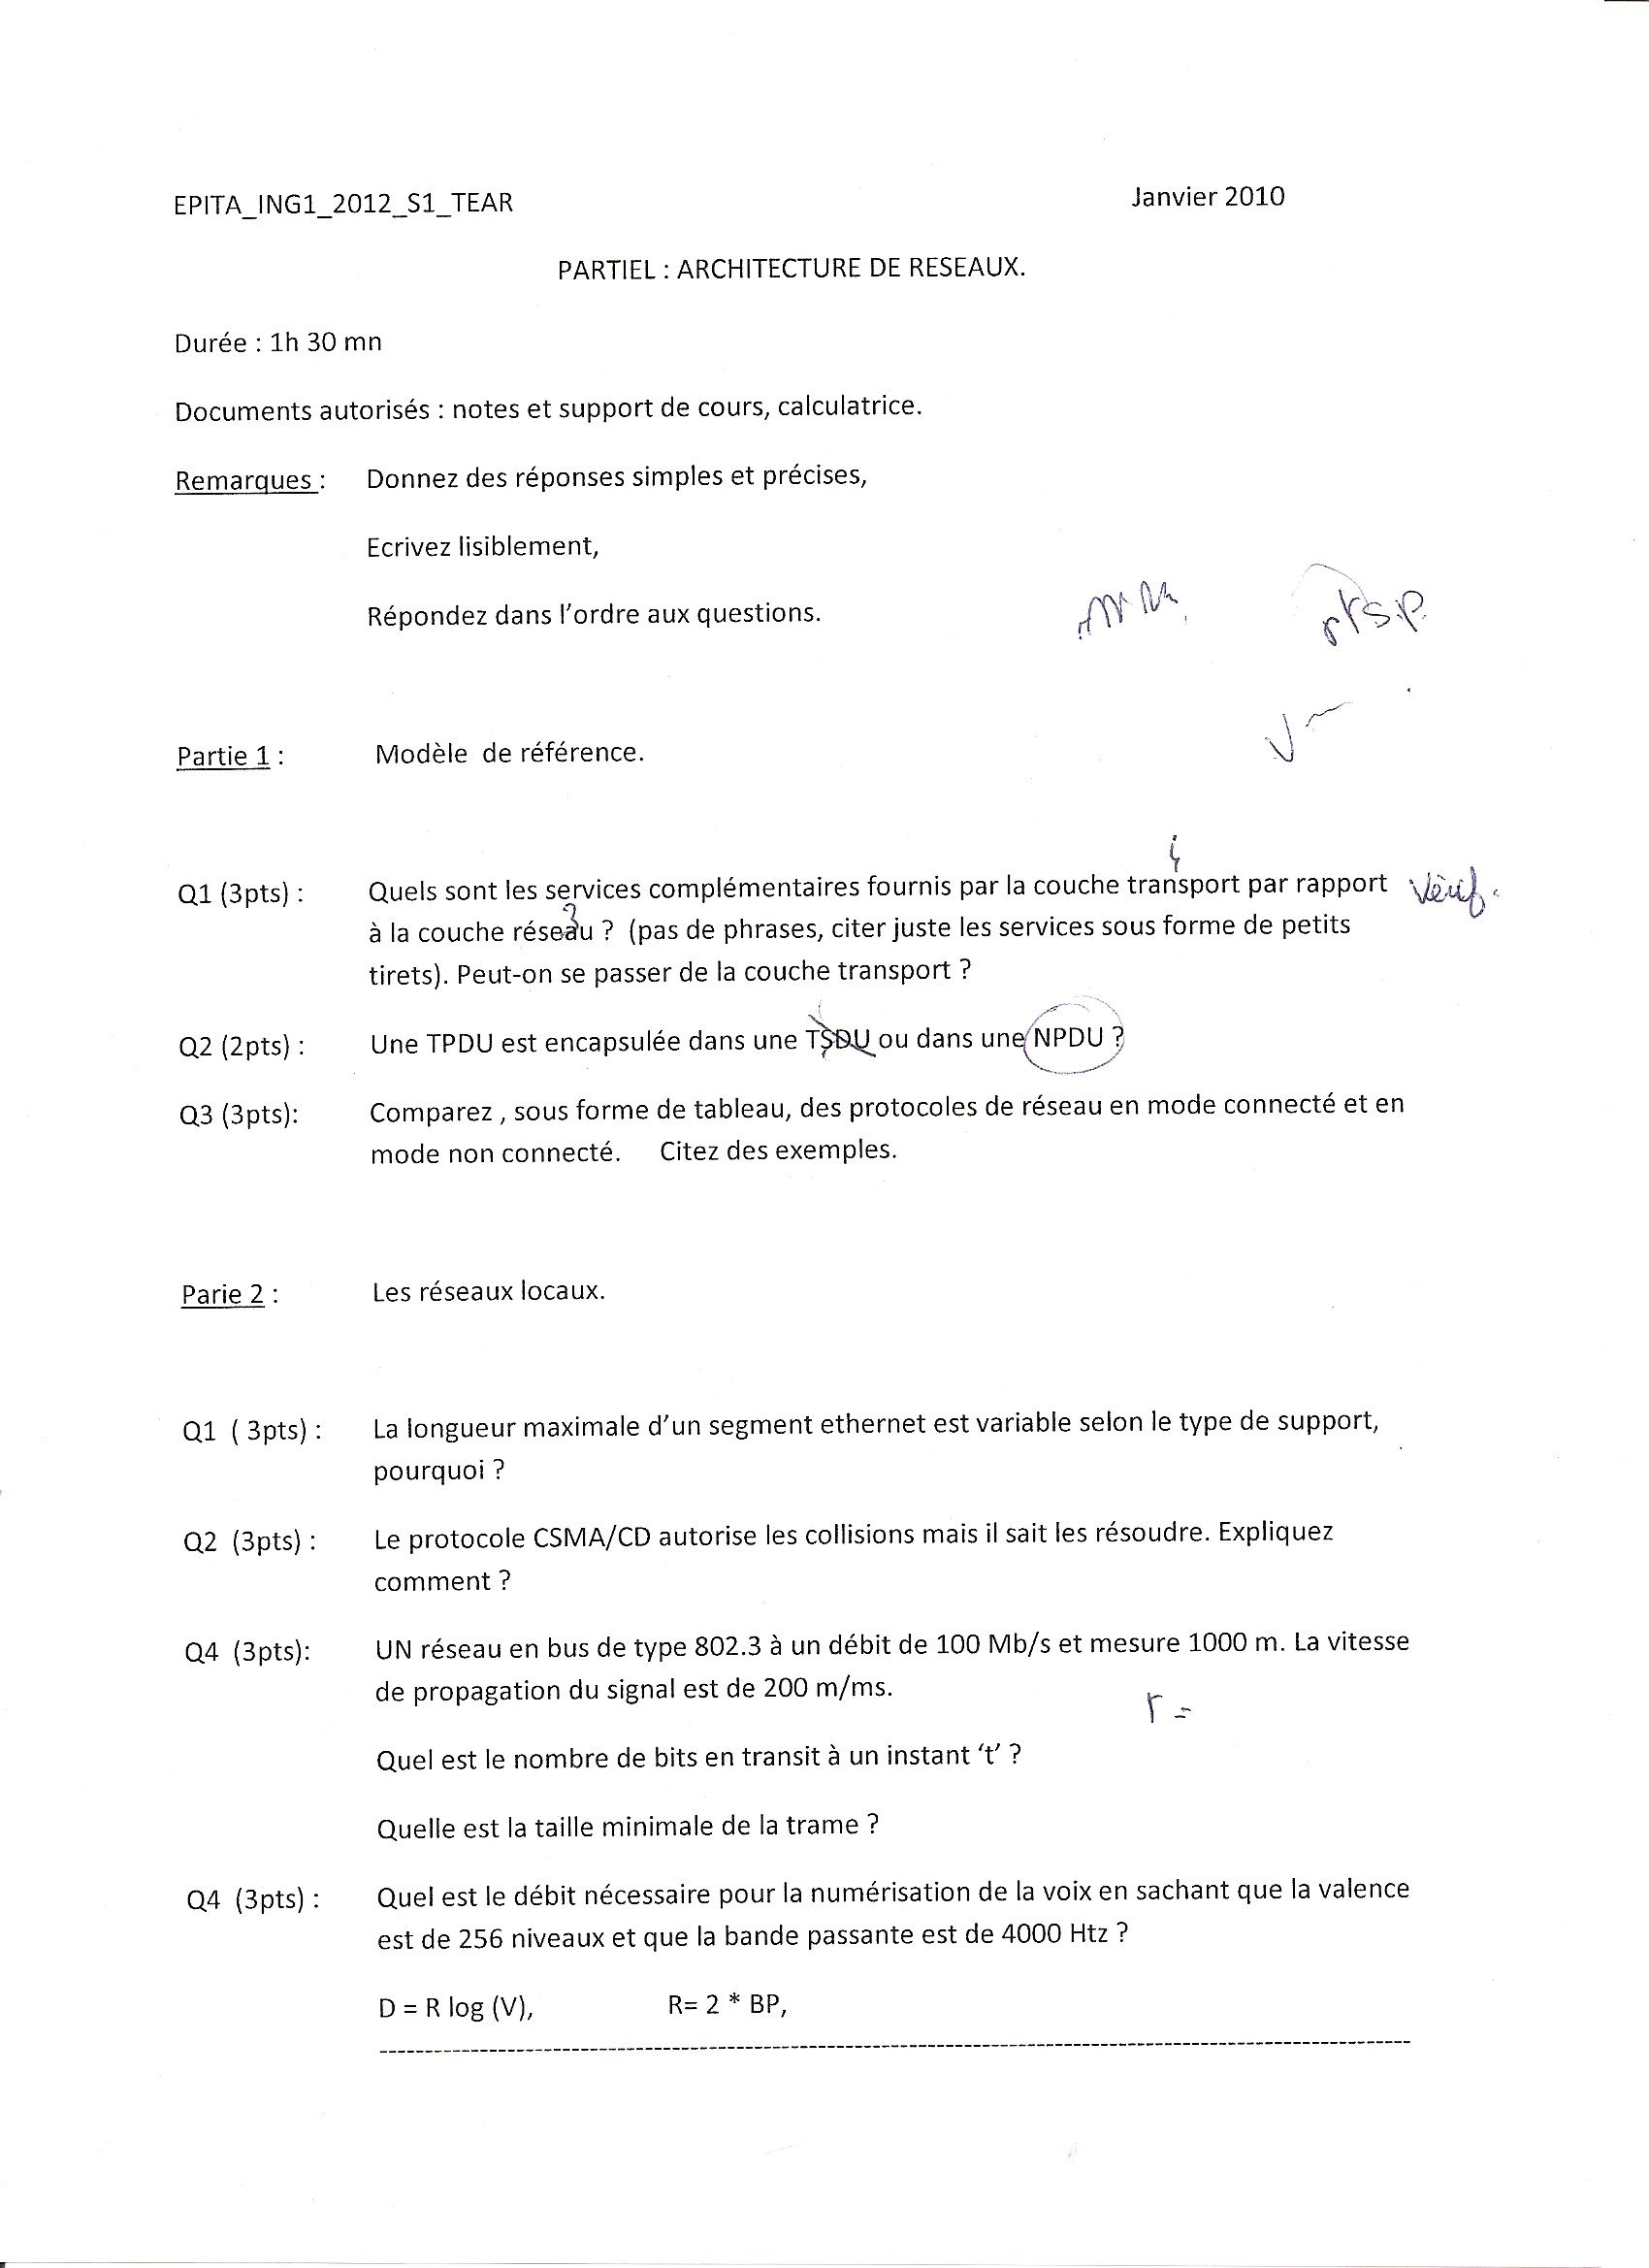 EPITA_ING1_2012_S1_TEAR Janvier 2010
PARTIEL : ARCHITECTURE DE RESEAUX.
Durée : 1h 30 mn
Documents autorisés : notes et support de cours, calculatrice.
Remarques : Donnez des réponses simples et précises,
Ecrivez lisiblement,
Répondez dans l'ordre aux questions.
rtsp
Partie 1 : Modèle de référence.
4
Q1 (3pts) : Quels sont les services complémentaires fournis par la couche transport par rapport Vérif.
3
à la couche réseau ? (pas de phrases, citer juste les services sous forme de petits
tirets). Peut-on se passer de la couche transport ?
Q2 (2pts) : Une TPDU est encapsulée dans une TSDU ou dans une NPDU ?
Q3 (3pts): Comparez , sous forme de tableau, des protocoles de réseau en mode connecté et en
mode non connecté. Citez des exemples.
Parie 2 : Les réseaux locaux.
Q1 ( 3pts) : La longueur maximale d'un segment ethernet est variable selon le type de support,
pourquoi ?
Q2 (3pts) : Le protocole CSMA/CD autorise les collisions mais il sait les résoudre. Expliquez
comment ?
Q4 (3pts): UN réseau en bus de type 802.3 à un débit de 100 Mb/s et mesure 1000 m. La vitesse
de propagation du signal est de 200 m/ms.
r =
Quel est le nombre de bits en transit à un instant ‘t’ ?
Quelle est la taille minimale de la trame ?
Q4 (3pts) : Quel est le débit nécessaire pour la numérisation de la voix en sachant que la valence
est de 256 niveaux et que la bande passante est de 4000 Htz ?
D = R log (V), R= 2 * BP,